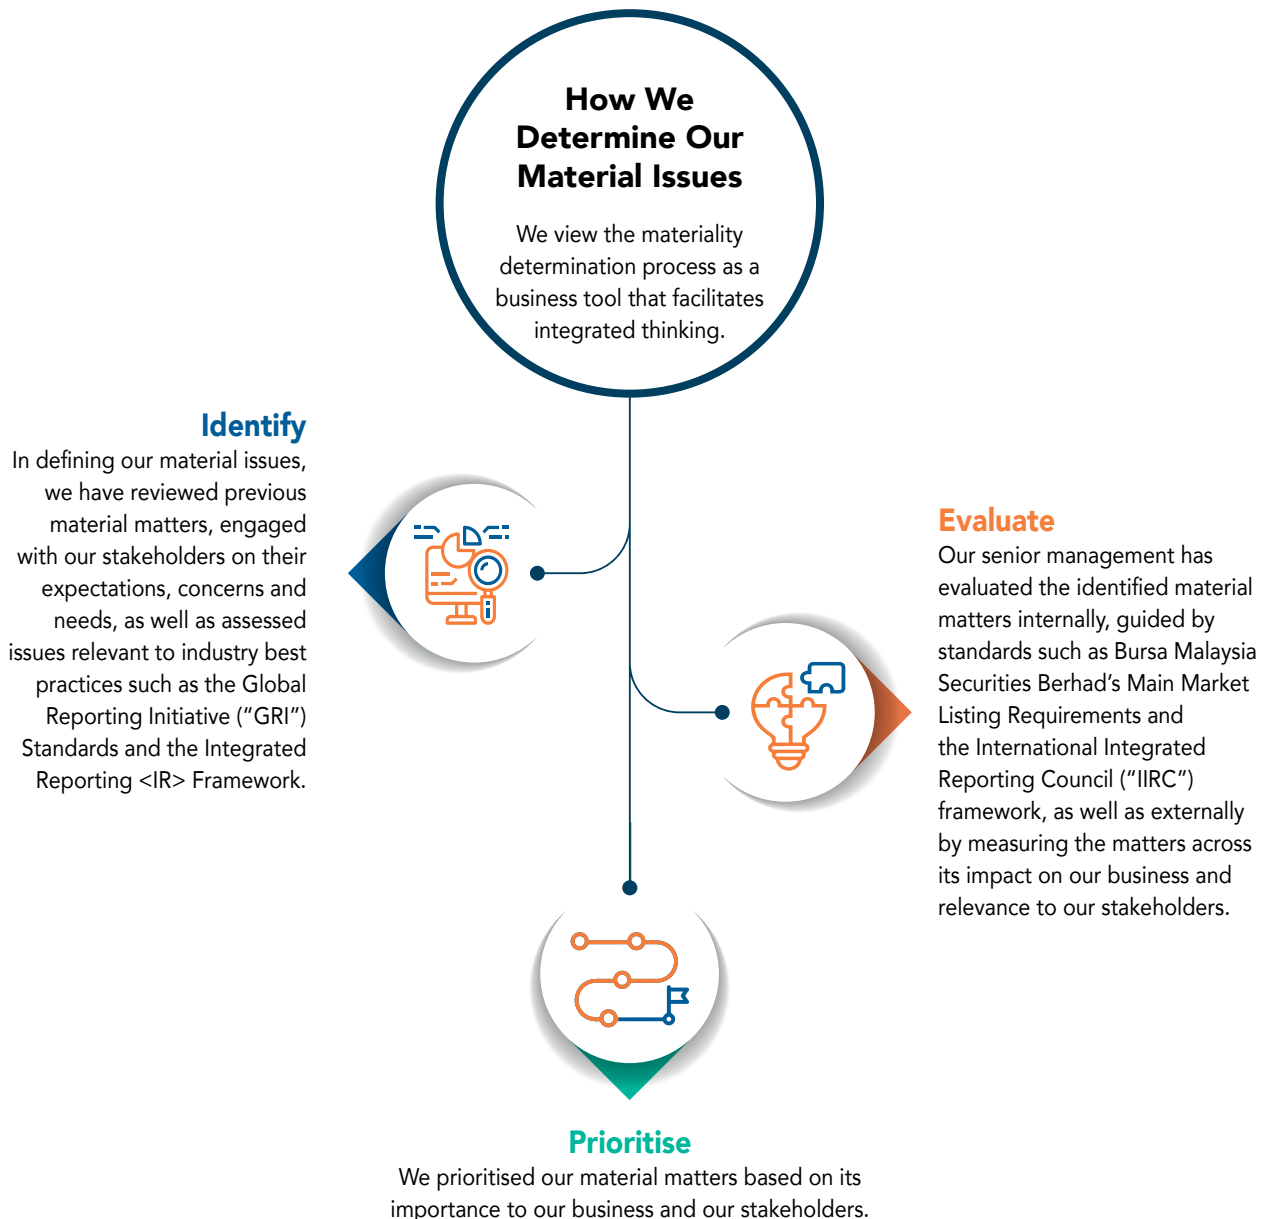 How We
Determine Our
Material Issues
We view the materiality
determination process as a
business tool that facilitates
integrated thinking.
Identify
In defining our material issues,
we have reviewed previous
material matters, engaged
with our stakeholders on their
expectations, concerns and
needs, as well as assessed
issues relevant to industry best
practices such as the Global
Reporting Initiative (“GRI”)
Standards and the Integrated
Reporting <IR> Framework.
Evaluate
Our senior management has
evaluated the identified material
matters internally, guided by
standards such as Bursa Malaysia
Securities Berhad’s Main Market
Listing Requirements and
the International Integrated
Reporting Council (“IIRC”)
framework, as well as externally
by measuring the matters across
its impact on our business and
relevance to our stakeholders.
Prioritise
We prioritised our material matters based on its
importance to our business and our stakeholders.